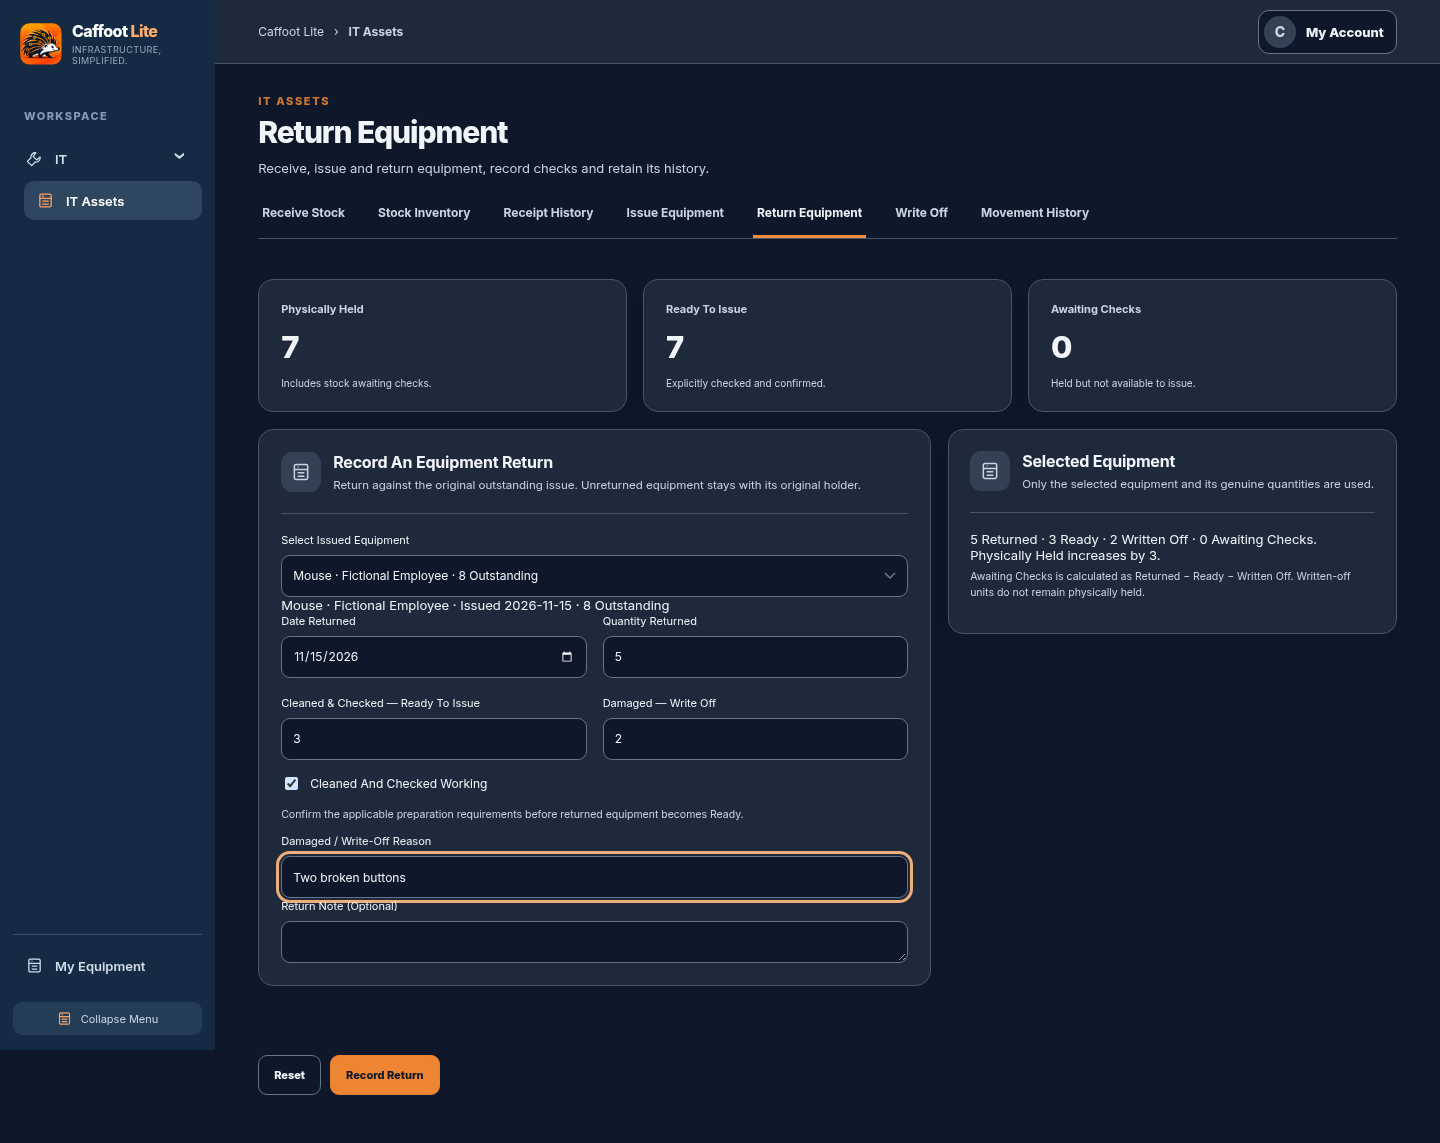 Caffoot Lite
INFRASTRUCTURE,
SIMPLIFIED.
WORKSPACE
IT
IT Assets
My Equipment
Collapse Menu
Caffoot Lite › IT Assets
C My Account
IT ASSETS
Return Equipment
Receive, issue and return equipment, record checks and retain its history.
Receive Stock Stock Inventory Receipt History Issue Equipment Return Equipment Write Off Movement History
Physically Held
7
Includes stock awaiting checks.
Ready To Issue
7
Explicitly checked and confirmed.
Awaiting Checks
0
Held but not available to issue.
Record An Equipment Return
Return against the original outstanding issue. Unreturned equipment stays with its original holder.
Select Issued Equipment
Mouse · Fictional Employee · 8 Outstanding
Mouse · Fictional Employee · Issued 2026-11-15 · 8 Outstanding
Date Returned
11/15/2026
Quantity Returned
5
Cleaned & Checked — Ready To Issue
3
Damaged — Write Off
2
Cleaned And Checked Working
Confirm the applicable preparation requirements before returned equipment becomes Ready.
Damaged / Write-Off Reason
Two broken buttons
Return Note (Optional)
Selected Equipment
Only the selected equipment and its genuine quantities are used.
5 Returned · 3 Ready · 2 Written Off · 0 Awaiting Checks.
Physically Held increases by 3.
Awaiting Checks is calculated as Returned − Ready − Written Off. Written-off
units do not remain physically held.
Reset
Record Return